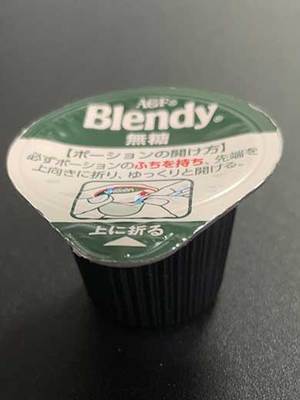 AGF®
Blendy®
無糖
【ポーションの開け方】
必ずポーションのふちを持ち、先端を
上向きに折り、ゆっくりと開ける。
上に折る